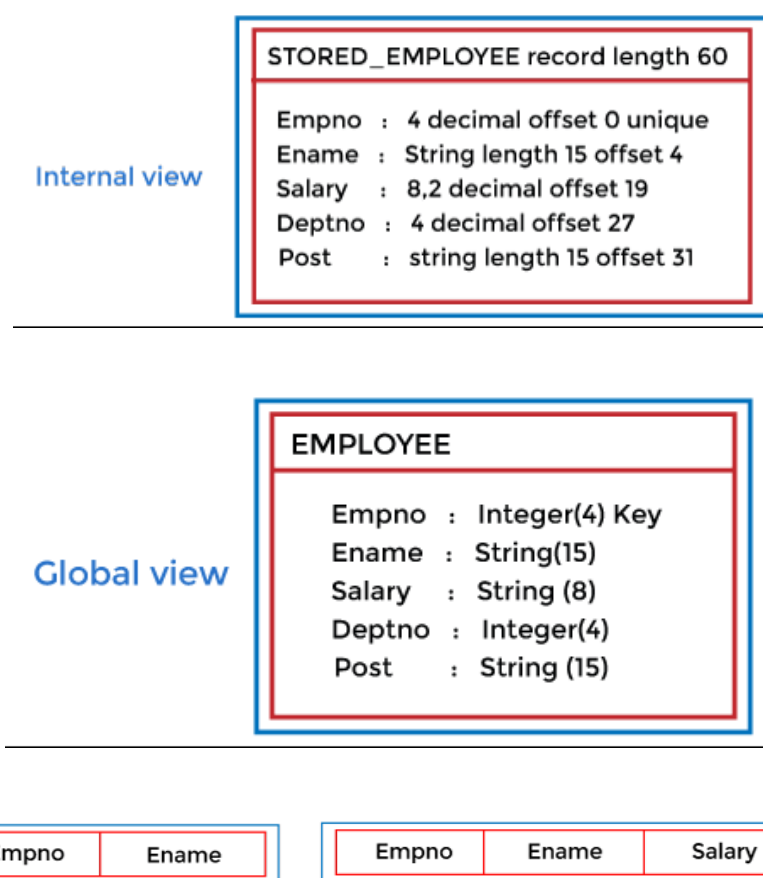 STORED_EMPLOYEE record length 60
Internal view
Empno : 4 decimal offset 0 unique
Ename : String length 15 offset 4
Salary : 8,2 decimal offset 19
Deptno : 4 decimal offset 27
Post : string length 15 offset 31
EMPLOYEE
Global view
Empno : Integer(4) Key
Ename : String(15)
Salary : String (8)
Deptno : Integer(4)
Post : String (15)
mpno Ename Empno Ename Salary